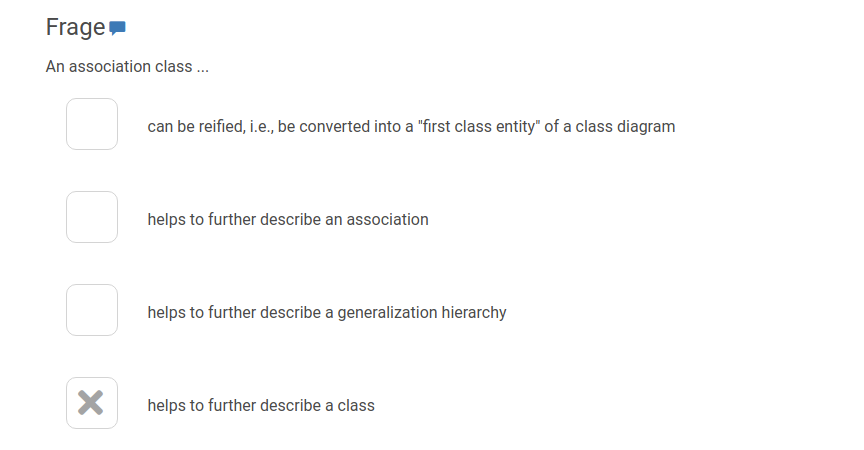 Frage
An association class ...
can be reified, i.e., be converted into a "first class entity" of a class diagram
helps to further describe an association
helps to further describe a generalization hierarchy
helps to further describe a class